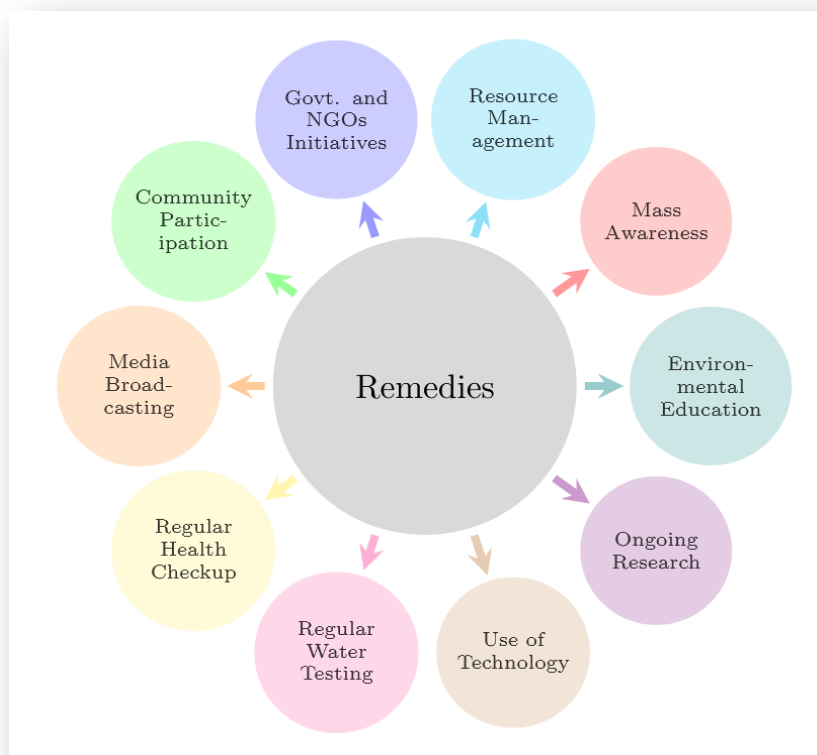 Govt. and
NGOs
Initiatives
Resource
Man-
agement
Community
Partic-
ipation
Mass
Awareness
Media
Broad-
casting
Remedies
Environ-
mental
Education
Regular
Health
Checkup
Ongoing
Research
Regular
Water
Testing
Use of
Technology